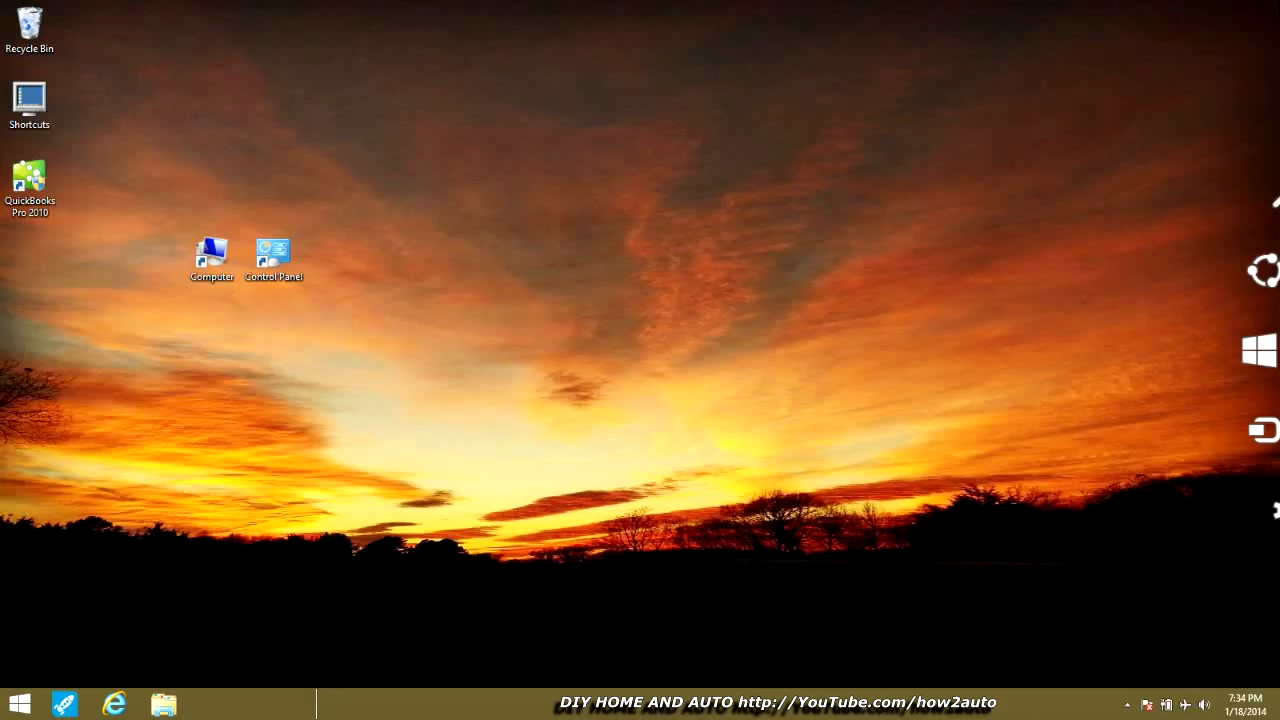 Recycle Bin
Shortcuts
QuickBooks
Pro 2010
Computer
Control Panel
DIY HOME AND AUTO http://YouTube.com/how2auto
7:34 PM
1/18/2014